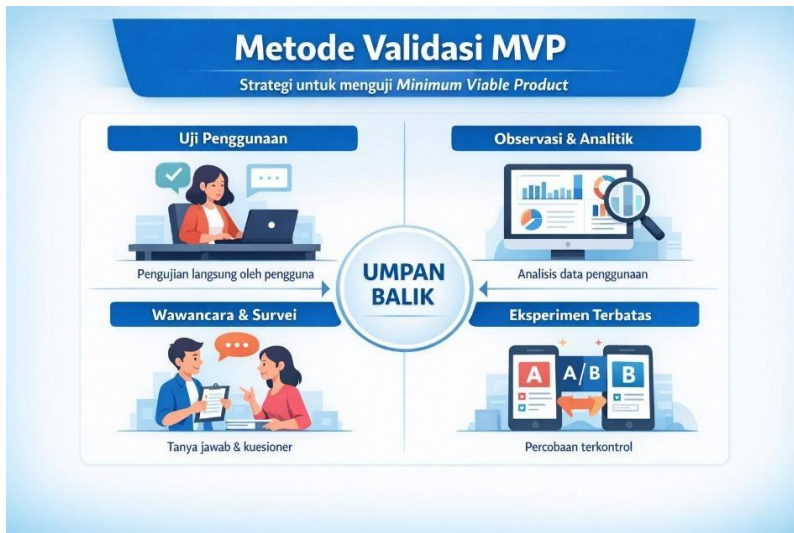 Metode Validasi MVP
Strategi untuk menguji Minimum Viable Product
Uji Penggunaan
Pengujian langsung oleh pengguna
Observasi & Analitik
Analisis data penggunaan
UMPAN
BALIK
Wawancara & Survei
Tanya jawab & kuesioner
Eksperimen Terbatas
A
A/B
B
Percobaan terkontrol